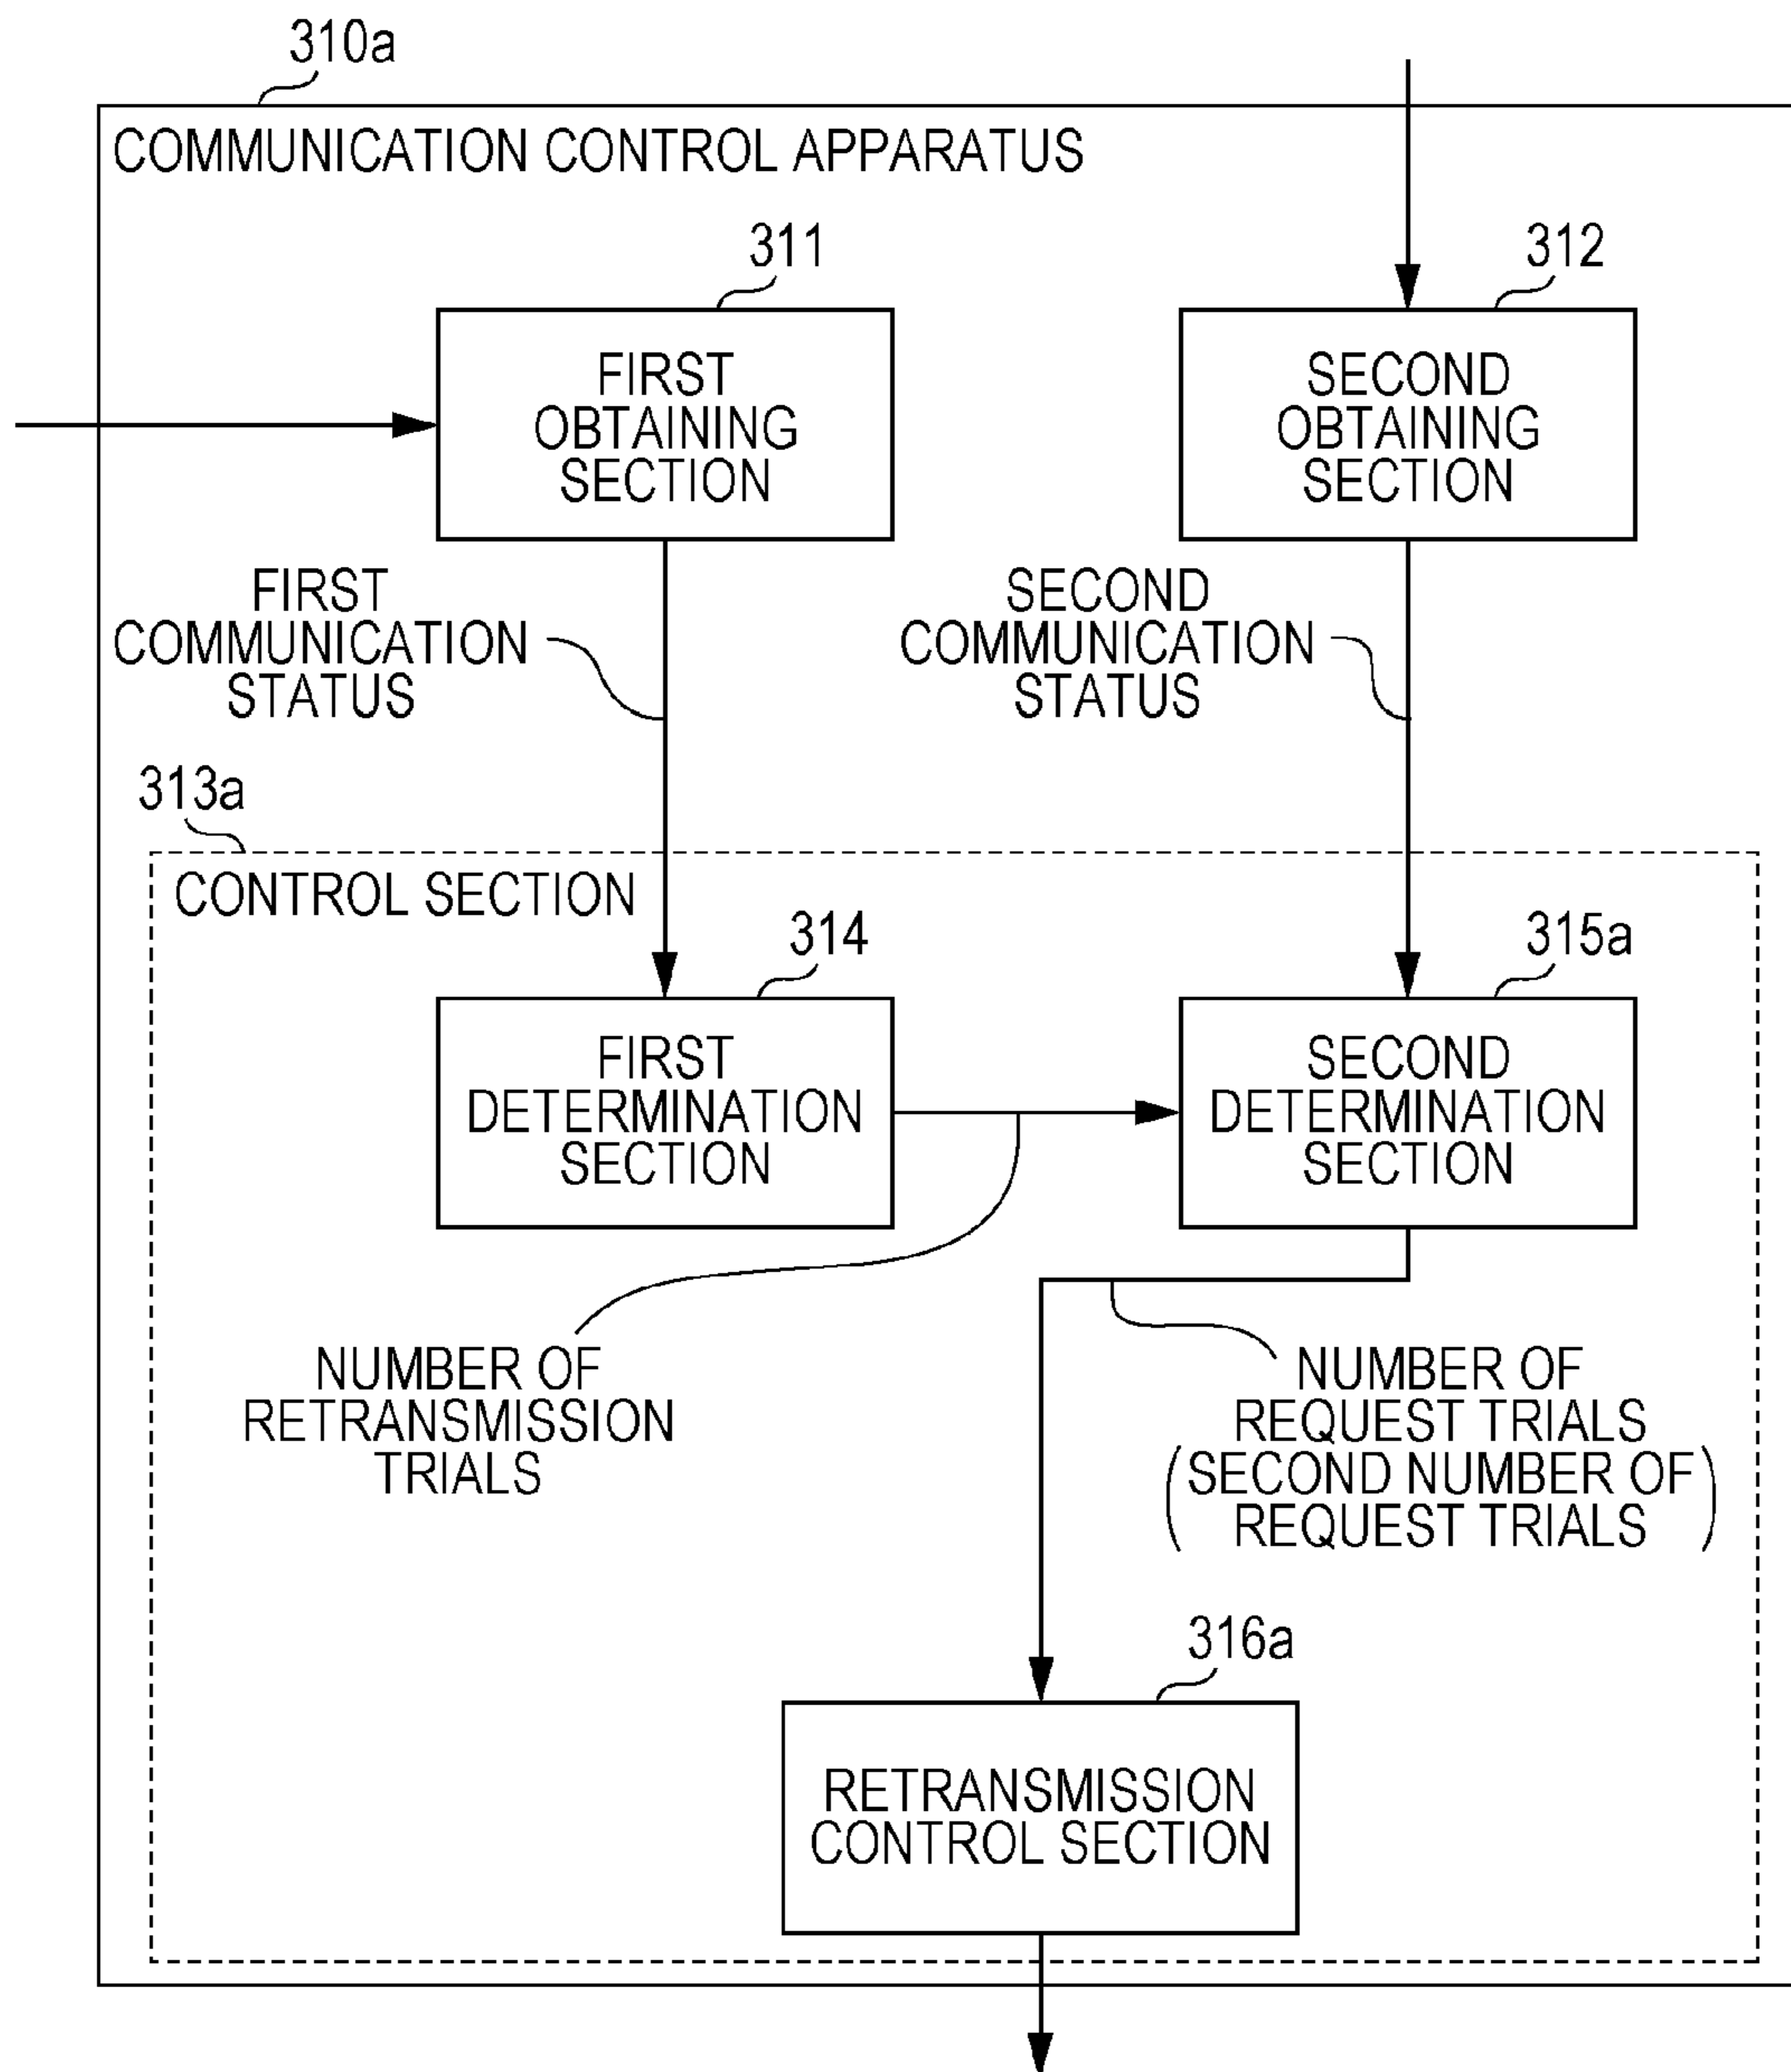 310a
COMMUNICATION CONTROL APPARATUS
311
312
FIRST
OBTAINING
SECTION
SECOND
OBTAINING
SECTION
FIRST
COMMUNICATION
STATUS
SECOND
COMMUNICATION
STATUS
313a
CONTROL SECTION
314
315a
FIRST
DETERMINATION
SECTION
SECOND
DETERMINATION
SECTION
NUMBER OF
RETRANSMISSION
TRIALS
NUMBER OF
REQUEST TRIALS
(SECOND NUMBER OF
REQUEST TRIALS)
316a
RETRANSMISSION
CONTROL SECTION